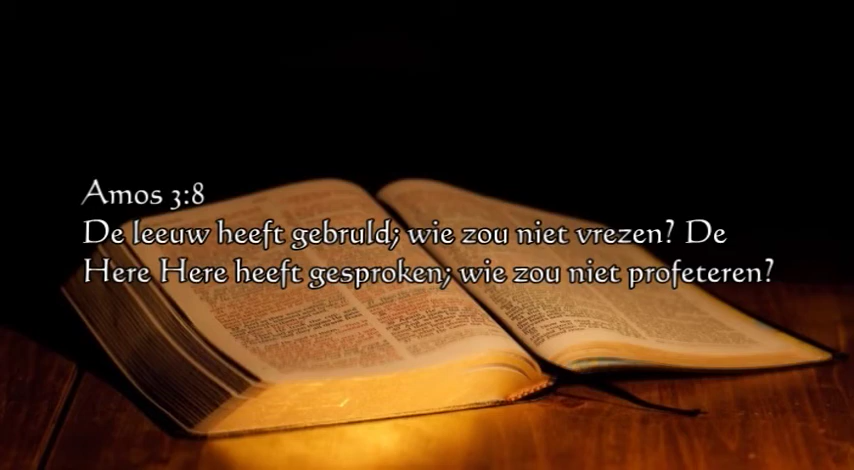 Amos 3:8
De leeuw heeft gebruld; wie zou niet vrezen? De
Here Here heeft gesproken; wie zou niet profeteren?